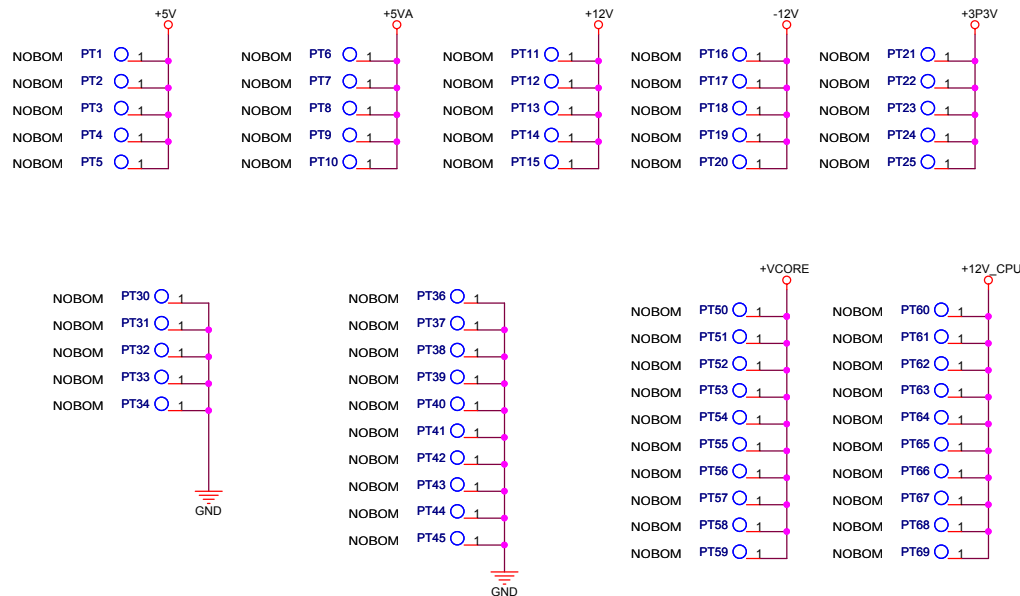 +5V +5VA +12V -12V +3P3V
NOBOM PT1 1 NOBOM PT6 1 NOBOM PT11 1 NOBOM PT16 1 NOBOM PT21 1
NOBOM PT2 1 NOBOM PT7 1 NOBOM PT12 1 NOBOM PT17 1 NOBOM PT22 1
NOBOM PT3 1 NOBOM PT8 1 NOBOM PT13 1 NOBOM PT18 1 NOBOM PT23 1
NOBOM PT4 1 NOBOM PT9 1 NOBOM PT14 1 NOBOM PT19 1 NOBOM PT24 1
NOBOM PT5 1 NOBOM PT10 1 NOBOM PT15 1 NOBOM PT20 1 NOBOM PT25 1
NOBOM PT30 1
NOBOM PT31 1
NOBOM PT32 1
NOBOM PT33 1
NOBOM PT34 1
GND
NOBOM PT36 1
NOBOM PT37 1
NOBOM PT38 1
NOBOM PT39 1
NOBOM PT40 1
NOBOM PT41 1
NOBOM PT42 1
NOBOM PT43 1
NOBOM PT44 1
NOBOM PT45 1
GND
+VCORE
NOBOM PT50 1
NOBOM PT51 1
NOBOM PT52 1
NOBOM PT53 1
NOBOM PT54 1
NOBOM PT55 1
NOBOM PT56 1
NOBOM PT57 1
NOBOM PT58 1
NOBOM PT59 1
+12V_CPU
NOBOM PT60 1
NOBOM PT61 1
NOBOM PT62 1
NOBOM PT63 1
NOBOM PT64 1
NOBOM PT65 1
NOBOM PT66 1
NOBOM PT67 1
NOBOM PT68 1
NOBOM PT69 1